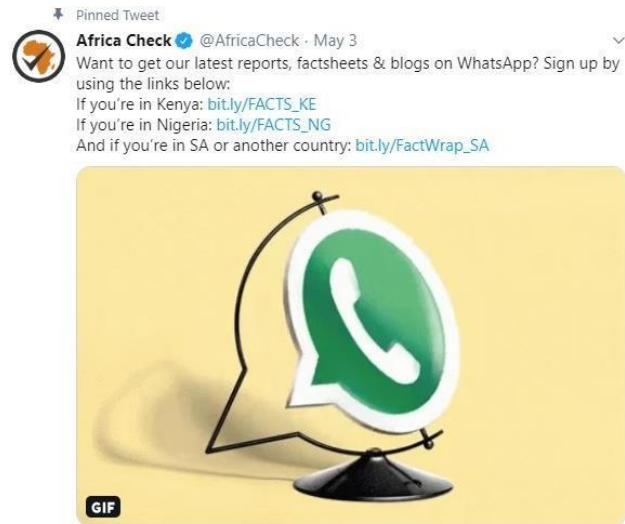 Pinned Tweet
Africa Check @AfricaCheck · May 3
Want to get our latest reports, factsheets & blogs on WhatsApp? Sign up by
using the links below:
If you're in Kenya: bit.ly/FACTS_KE
If you're in Nigeria: bit.ly/FACTS_NG
And if you're in SA or another country: bit.ly/FactWrap_SA
GIF